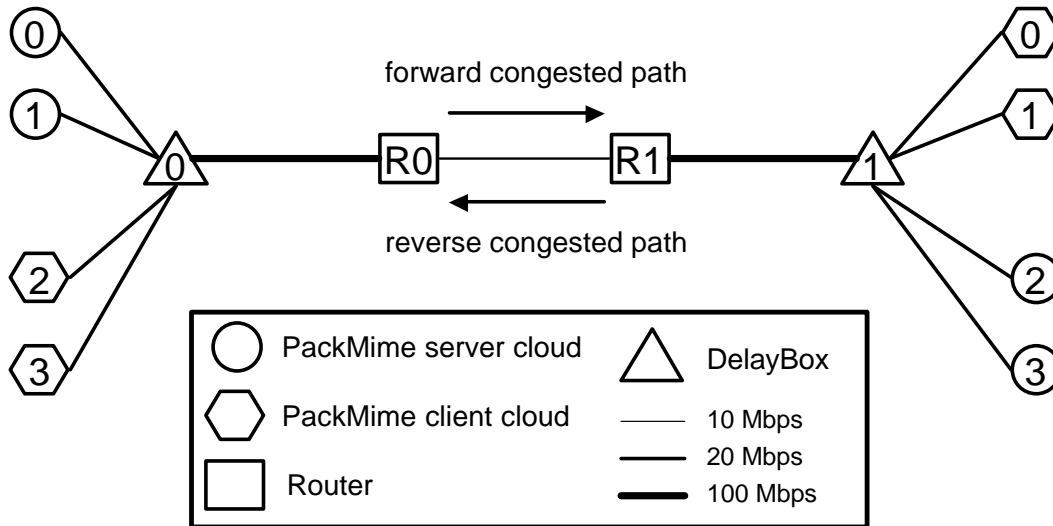 0
0
1
1
forward congested path
0
R0
R1
1
reverse congested path
2
2
3
3
PackMime server cloud
DelayBox
PackMime client cloud
10 Mbps
20 Mbps
Router
100 Mbps